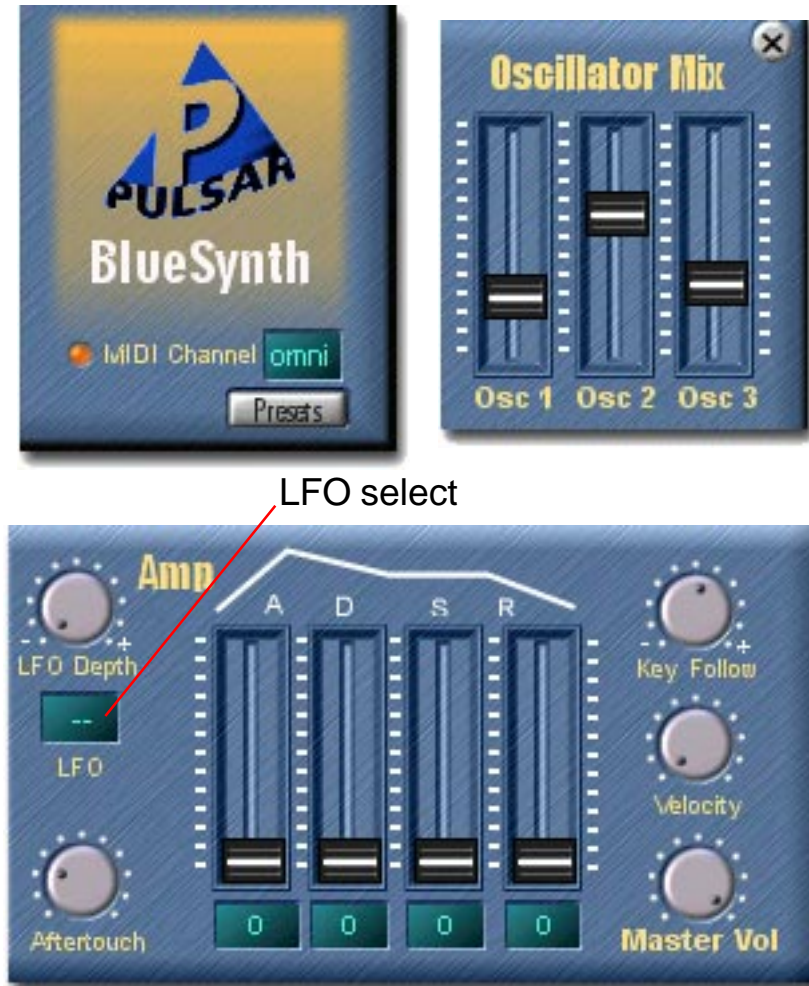 PULSAR
BlueSynth
MIDI Channel omni
Presets
Oscillator Mix
Osc 1 Osc 2 Osc 3
LFO select
Amp
A D S R
- +
LFO Depth
--
LFO
Aftertouch
0 0 0 0
- +
Key Follow
Velocity
Master Vol